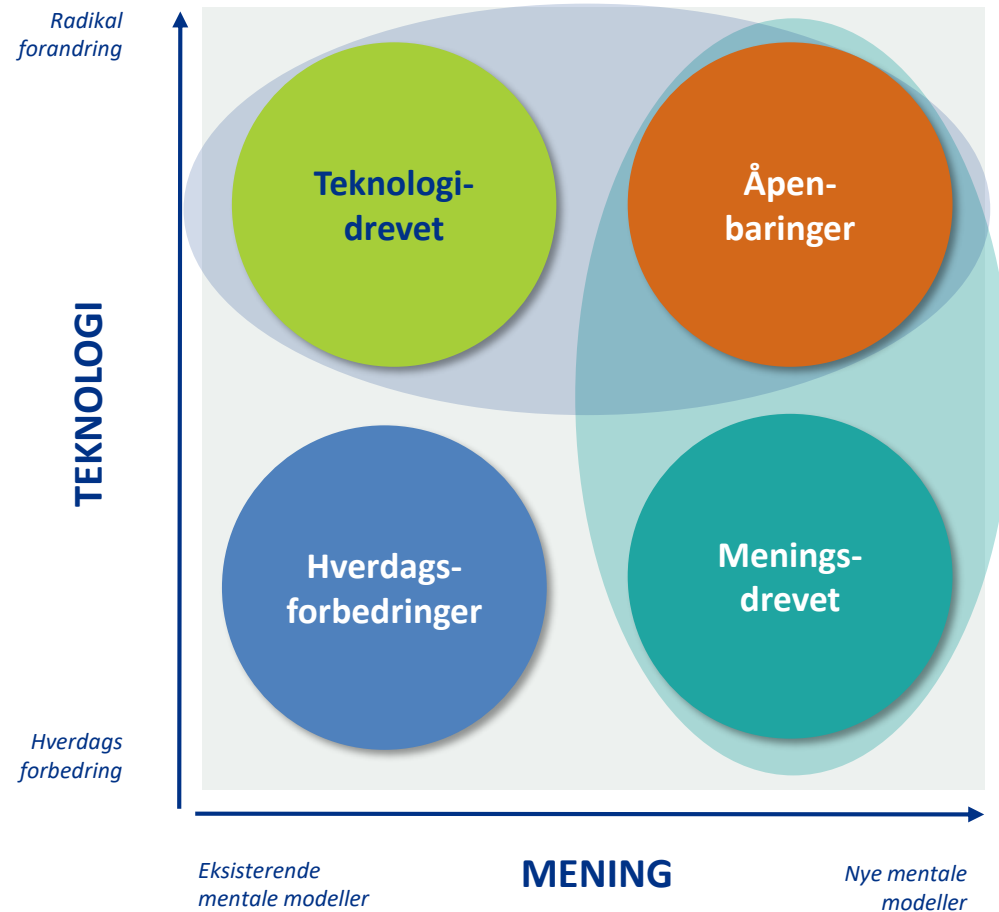 Radikal
forandring
Teknologi-
drevet
Åpen-
baringer
TEKNOLOGI
Hverdags-
forbedringer
Menings-
drevet
Hverdags
forbedring
Eksisterende
mentale modeller
MENING
Nye mentale
modeller